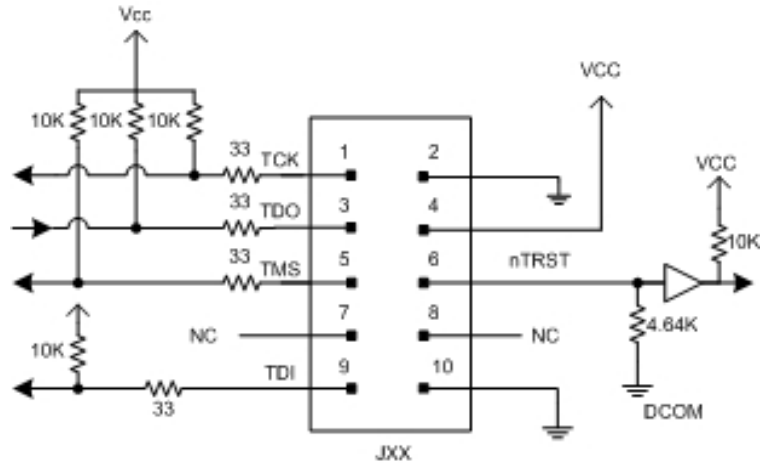 Vcc
VCC
10K 10K 10K
33 TCK 1 2
VCC
33 TDO 3 4
10K
33 TMS 5 6 nTRST
NC 7 8 NC
4.64K
10K
TDI 9 10
33
DCOM
JXX